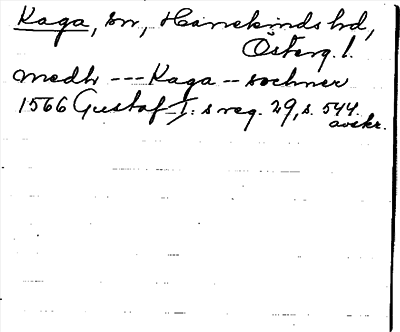 Kaga, sn, Hanekinds hd,
Österg. l.
medh --- Kaga -- sochner
1566 Gustaf I: s reg. 29, s. 544.
avskr.